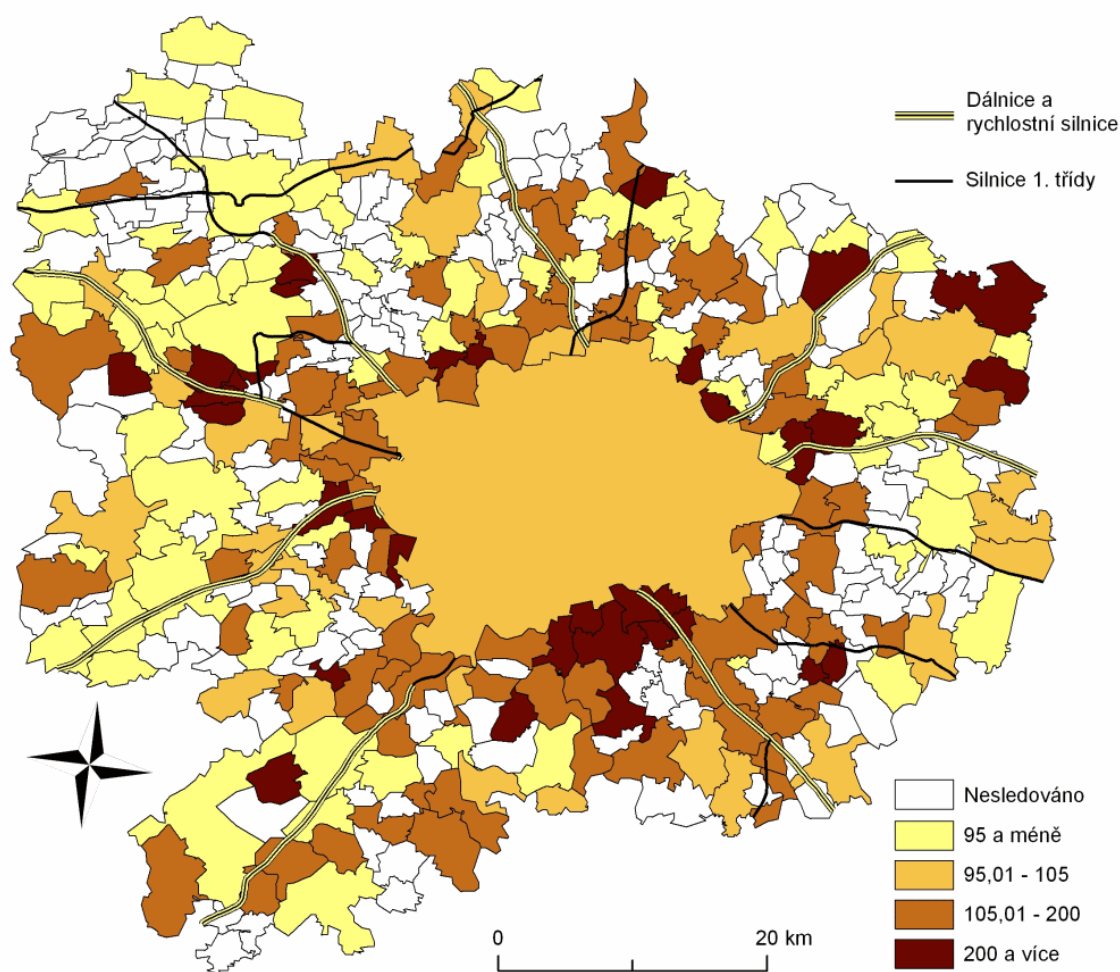 Dálnice a
rychlostní silnice
Silnice 1. třídy
Nesledováno
95 a méně
95,01 - 105
105,01 - 200
200 a více
0
20 km